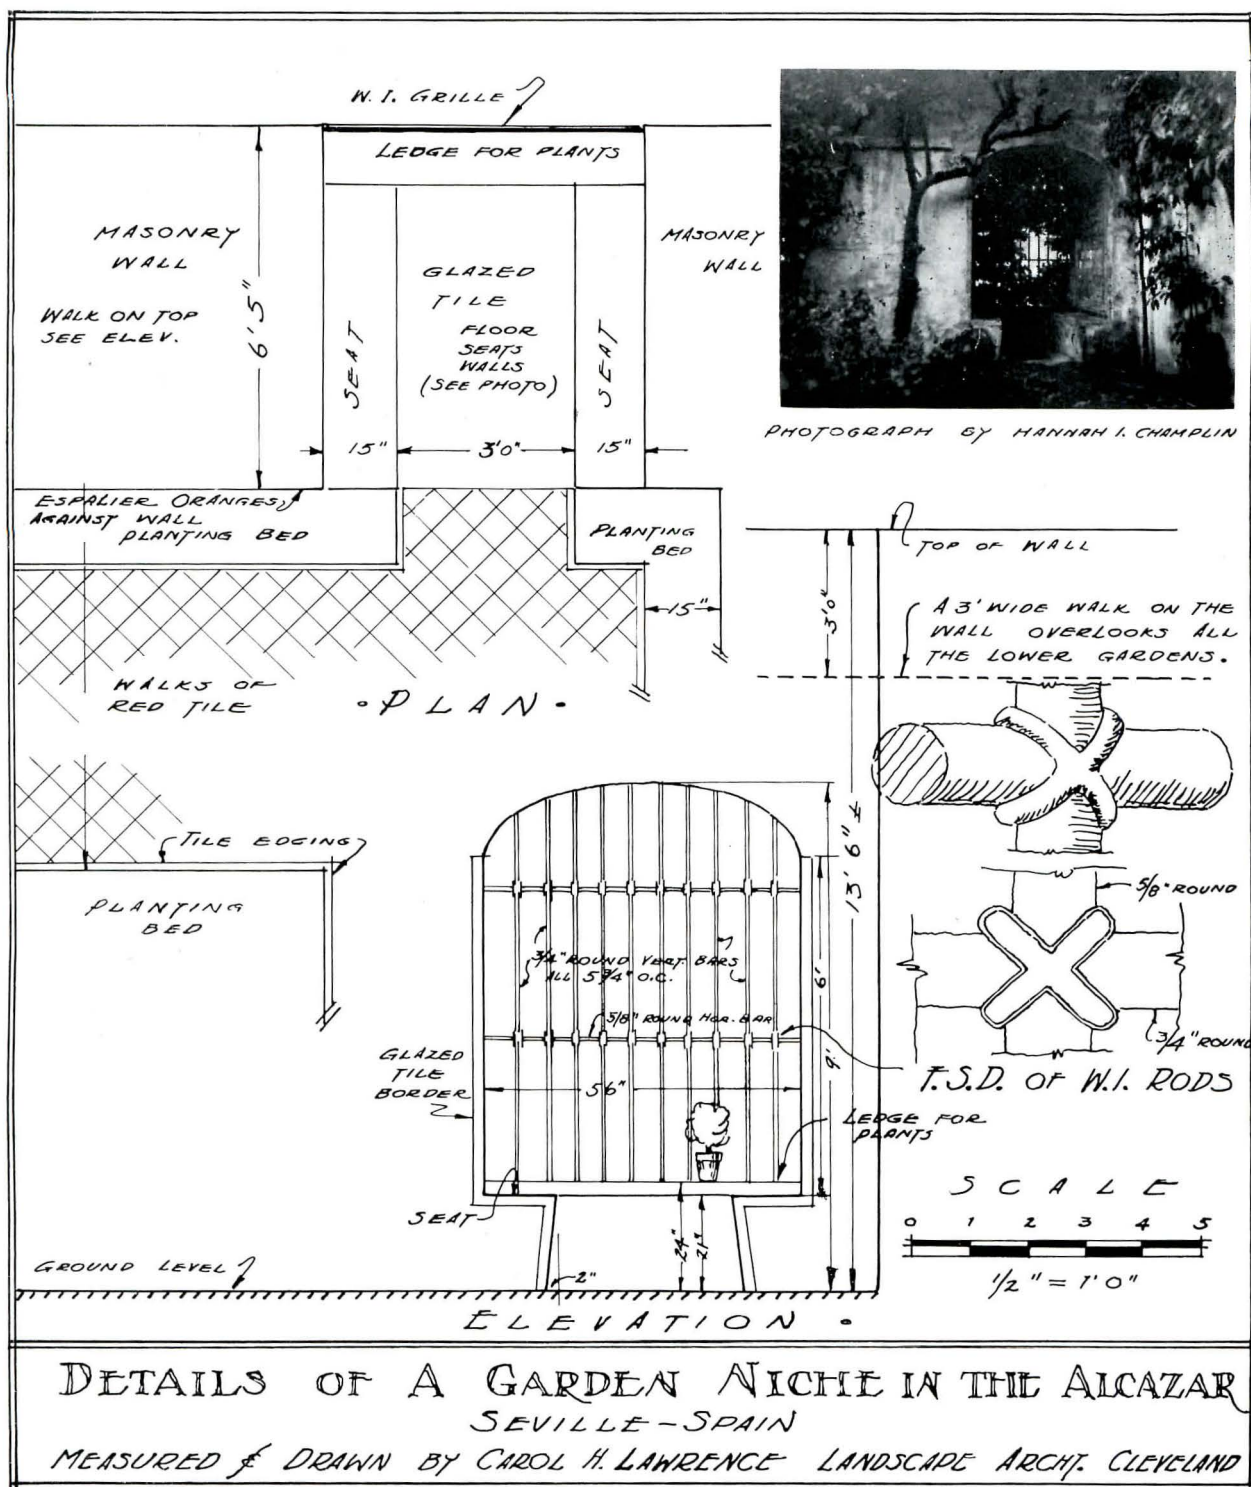 W. I. GRILLE
LEDGE FOR PLANTS
MASONRY
WALL
WALK ON TOP
SEE ELEV.
6'5"
SEAT
GLAZED
TILE
FLOOR
SEATS
WALLS
(SEE PHOTO)
SEAT
MASONRY
WALL
15"
3'0"
15"
PHOTOGRAPH BY HANNAH I. CHAMPLIN
ESPALIER ORANGES
AGAINST WALL
PLANTING BED
PLANTING
BED
15"
WALKS OF
RED TILE
· PLAN ·
TILE EDGING
PLANTING
BED
TOP OF WALL
3'0"
A 3' WIDE WALK ON THE
WALL OVERLOOKS ALL
THE LOWER GARDENS.
13' 6" ±
5/8" ROUND
3/4" ROUND
F.S.D. OF W.I. RODS
3/4" ROUND VERT. BARS
ALL 5 3/4" O.C.
5/8" ROUND HOR. BAR
6'
9'
GLAZED
TILE
BORDER
5'6"
LEDGE FOR
PLANTS
SEAT
24"
21"
2"
GROUND LEVEL
ELEVATION ·
SCALE
0 1 2 3 4 5
1/2" = 1'0"
DETAILS OF A GARDEN NICHE IN THE ALCAZAR
SEVILLE - SPAIN
MEASURED & DRAWN BY CAROL H. LAWRENCE LANDSCAPE ARCHT. CLEVELAND